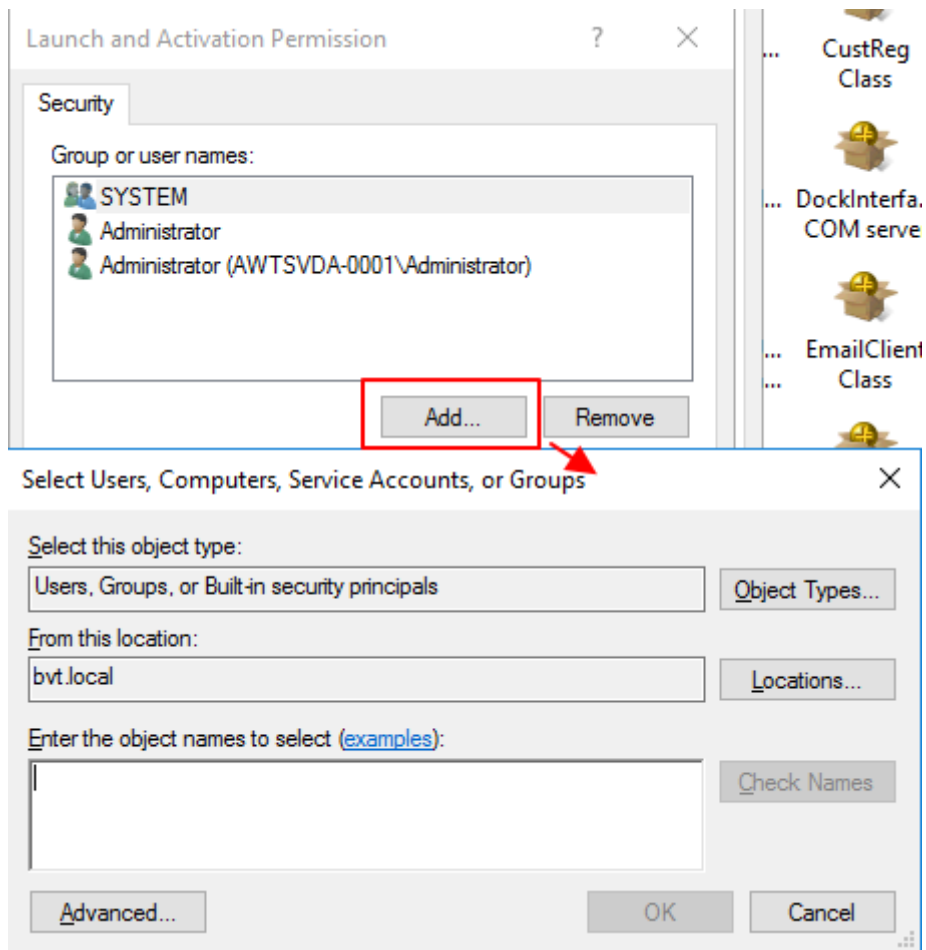 Launch and Activation Permission
...
CustReg
Class
Security
Group or user names:
SYSTEM
Administrator
Administrator (AWTSVDA-0001\Administrator)
... DockInterfa.
COM serve
... EmailClient
... Class
Add... Remove
Select Users, Computers, Service Accounts, or Groups
Select this object type:
Users, Groups, or Built-in security principals
Object Types...
From this location:
bvt.local
Locations...
Enter the object names to select (examples):
Check Names
Advanced... OK Cancel